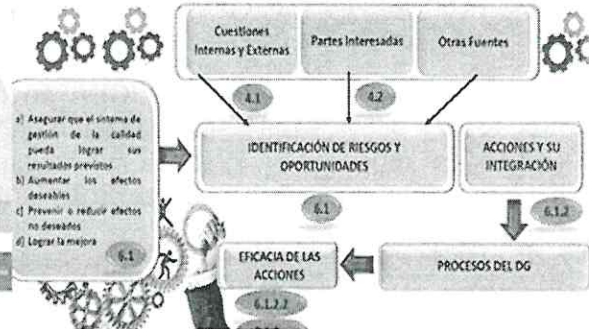 Cuestiones
Internas y Externas
Partes Interesadas
Otras Fuentes
4.1
4.2
a) Asegurar que el sistema de
gestión de la calidad
pueda lograr sus
resultados previstos
b) Aumentar los efectos
deseables
c) Prevenir o reducir efectos
no deseados
d) Lograr la mejora
6.1
IDENTIFICACIÓN DE RIESGOS Y
OPORTUNIDADES
6.1
ACCIONES Y SU
INTEGRACIÓN
6.1.2
EFICACIA DE LAS
ACCIONES
6.1.2.2
PROCESOS DEL DG